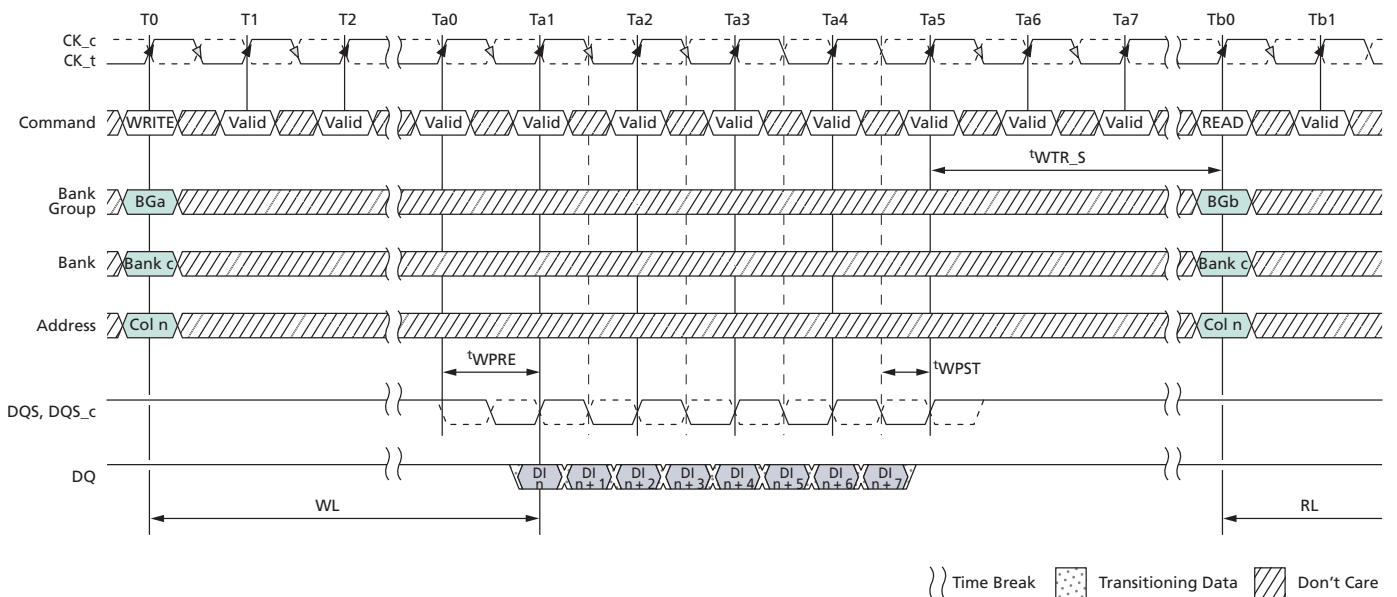 T0 T1 T2 Ta0 Ta1 Ta2 Ta3 Ta4 Ta5 Ta6 Ta7 Tb0 Tb1
CK_c
CK_t
Command WRITE Valid Valid Valid Valid Valid Valid Valid Valid Valid Valid READ Valid
tWTR_S
Bank
Group
BGa BGb
Bank Bank c Bank c
Address Col n Col n
tWPRE tWPST
DQS, DQS_c
DQ
DI n DI n + 1 DI n + 2 DI n + 3 DI n + 4 DI n + 5 DI n + 6 DI n + 7
WL RL
Time Break Transitioning Data Don't Care